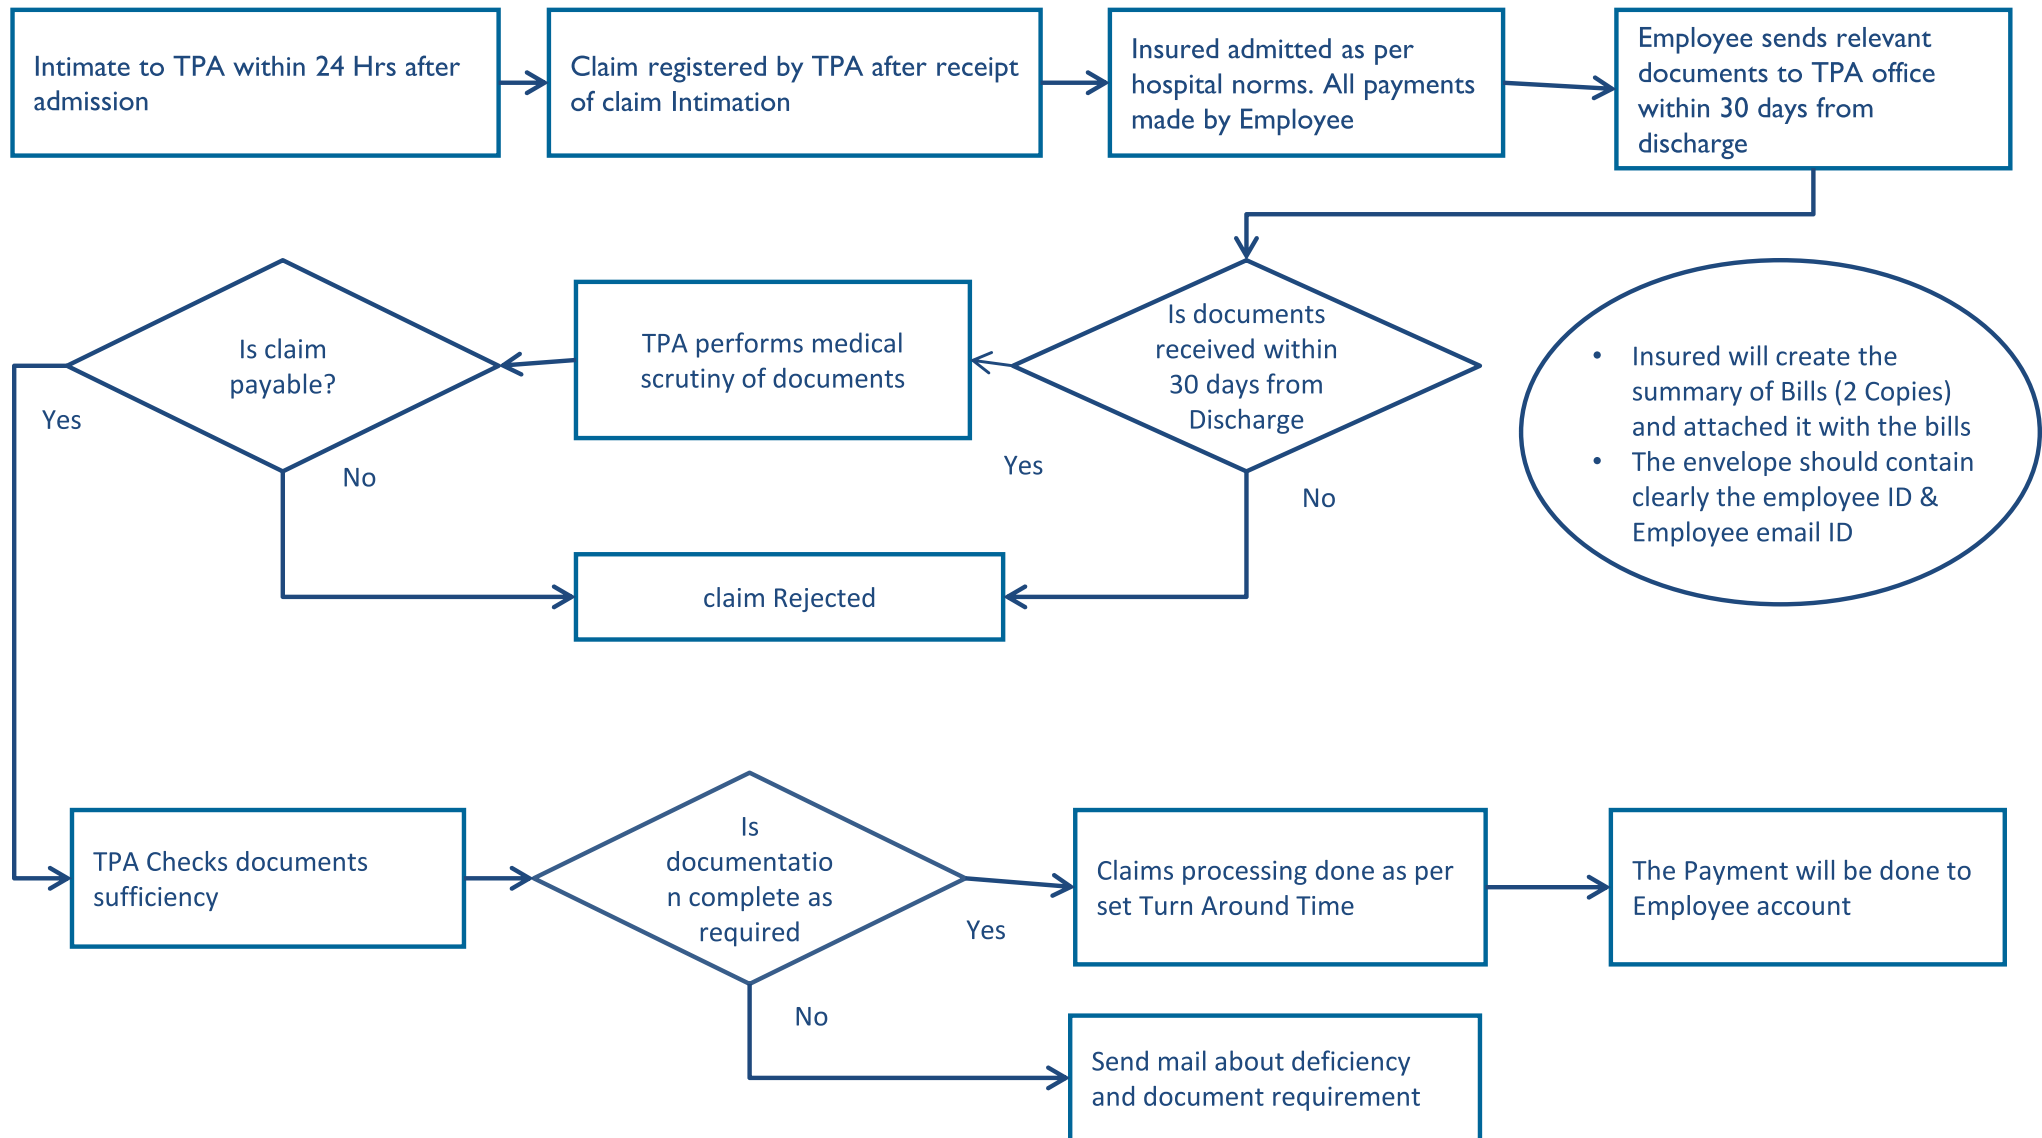 Intimate to TPA within 24 Hrs after
admission
Claim registered by TPA after receipt
of claim Intimation
Insured admitted as per
hospital norms. All payments
made by Employee
Employee sends relevant
documents to TPA office
within 30 days from
discharge
Is claim
payable?
TPA performs medical
scrutiny of documents
Is documents
received within
30 days from
Discharge
• Insured will create the
summary of Bills (2 Copies)
and attached it with the bills
• The envelope should contain
clearly the employee ID &
Employee email ID
Yes
No
Yes
No
claim Rejected
TPA Checks documents
sufficiency
Is
documentatio
n complete as
required
Yes
No
Claims processing done as per
set Turn Around Time
The Payment will be done to
Employee account
Send mail about deficiency
and document requirement